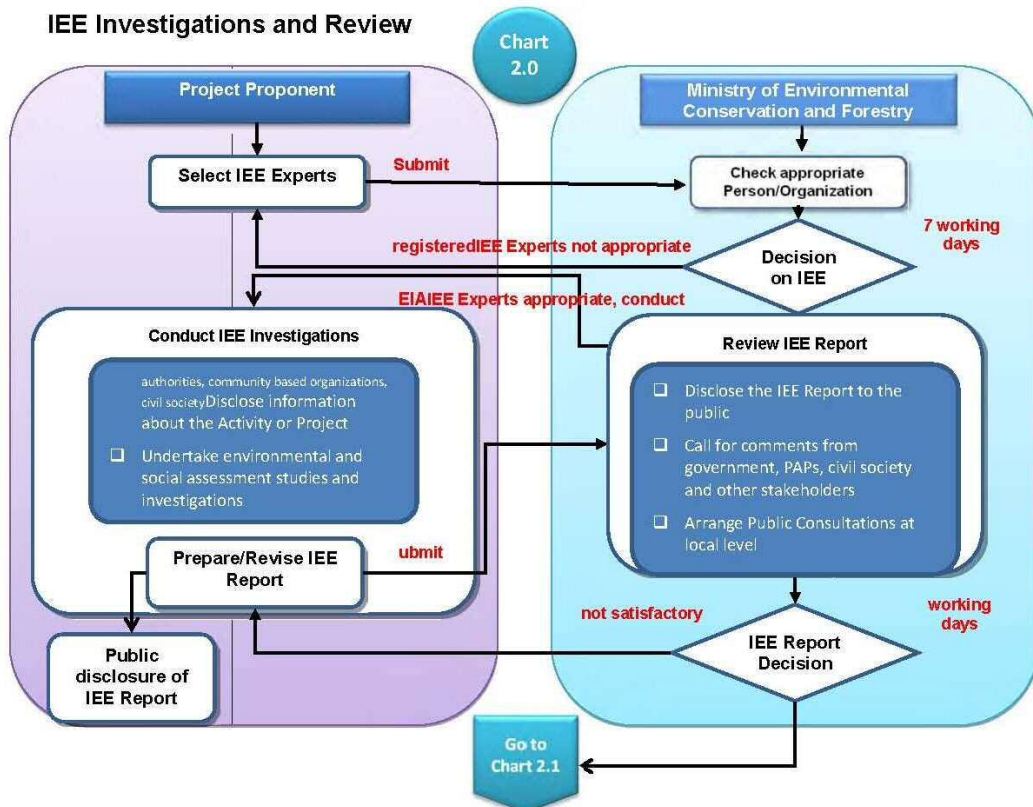 IEE Investigations and Review
Chart
2.0
Project Proponent
Ministry of Environmental
Conservation and Forestry
Select IEE Experts
Submit
Check appropriate
Person/Organization
7 working
days
registeredIEE Experts not appropriate
Decision
on IEE
EIAIEE Experts appropriate, conduct
Conduct IEE Investigations
authorities, community based organizations,
civil societyDisclose information
about the Activity or Project
❑ Undertake environmental and
social assessment studies and
investigations
Review IEE Report
❑ Disclose the IEE Report to the
public
❑ Call for comments from
government, PAPs, civil society
and other stakeholders
❑ Arrange Public Consultations at
local level
Prepare/Revise IEE
Report
ubmit
not satisfactory
working
days
Public
disclosure of
IEE Report
IEE Report
Decision
Go to
Chart 2.1